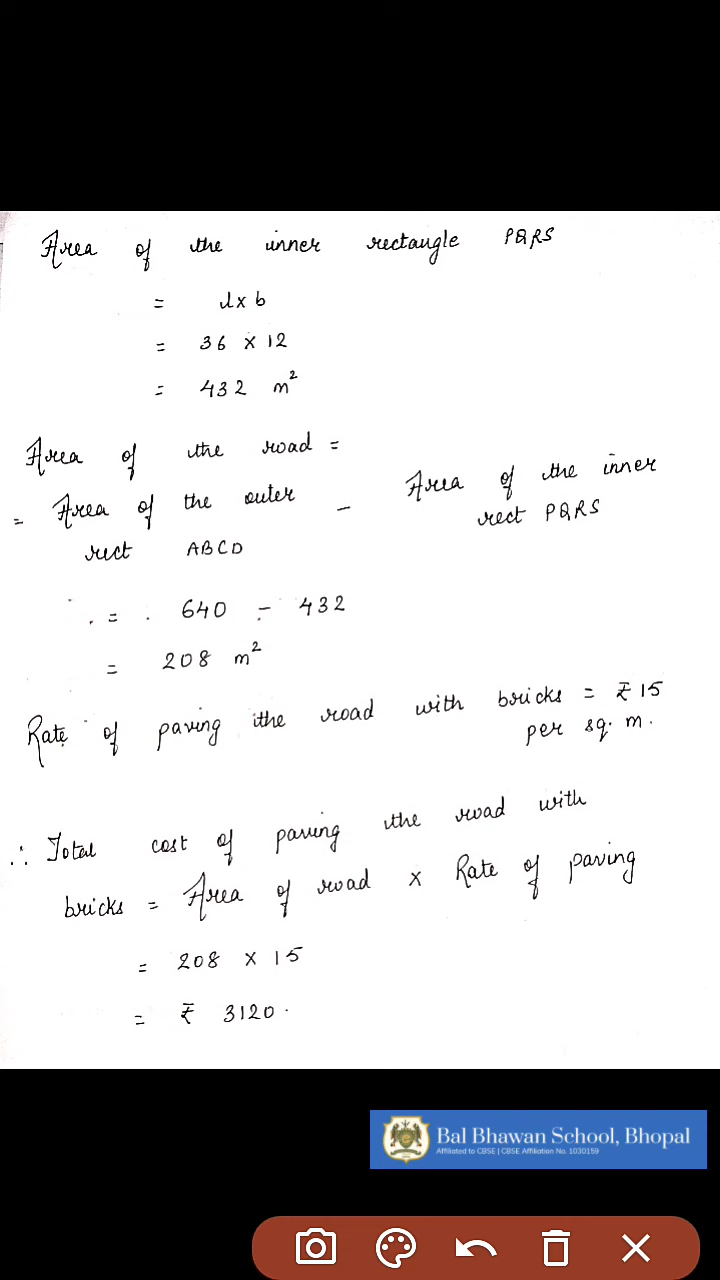 Area of the inner rectangle PQRS
= l x b
= 36 x 12
= 432 m²
Area of the road =
= Area of the outer rect ABCD - Area of the inner rect PQRS
= 640 - 432
= 208 m²
Rate of paving the road with bricks = ₹ 15
per sq. m.
∴ Total cost of paving the road with
bricks = Area of road x Rate of paving
= 208 x 15
= ₹ 3120.
Bal Bhawan School, Bhopal
Affiliated to CBSE | CBSE Affiliation No. 1030159